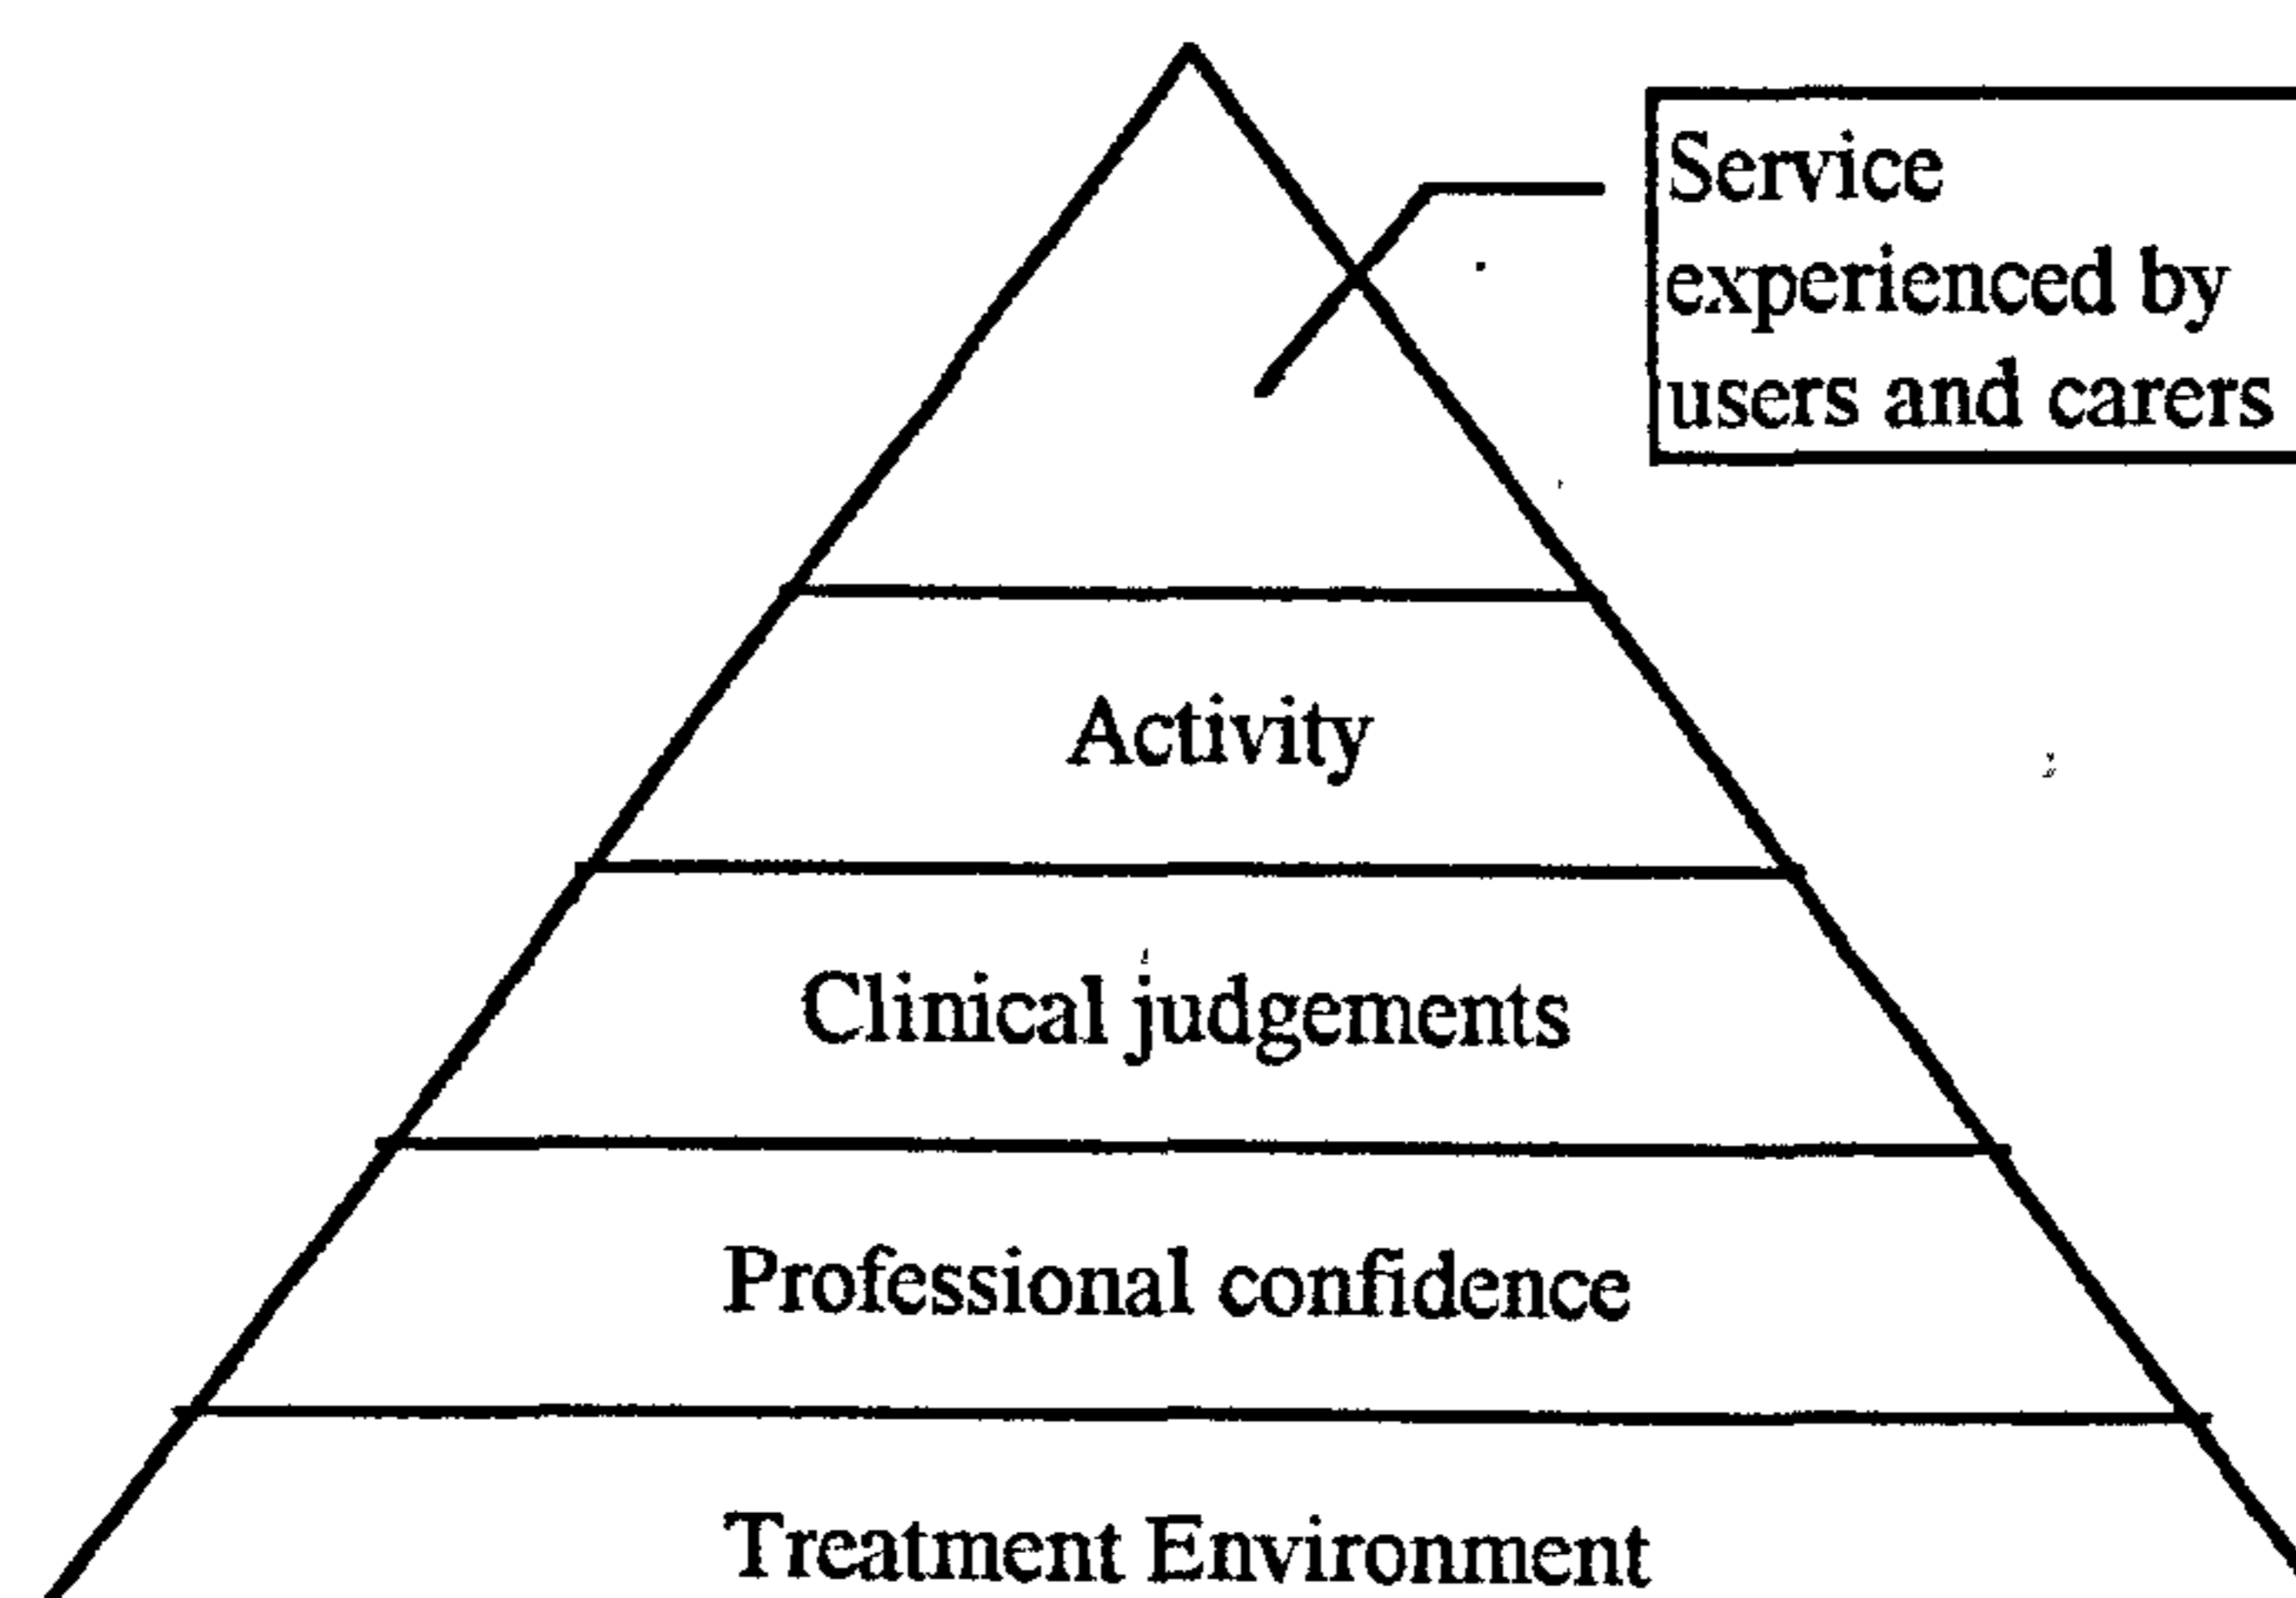 Service
experienced by
users and carers
Activity
Clinical judgements
Professional confidence
Treatment Environment